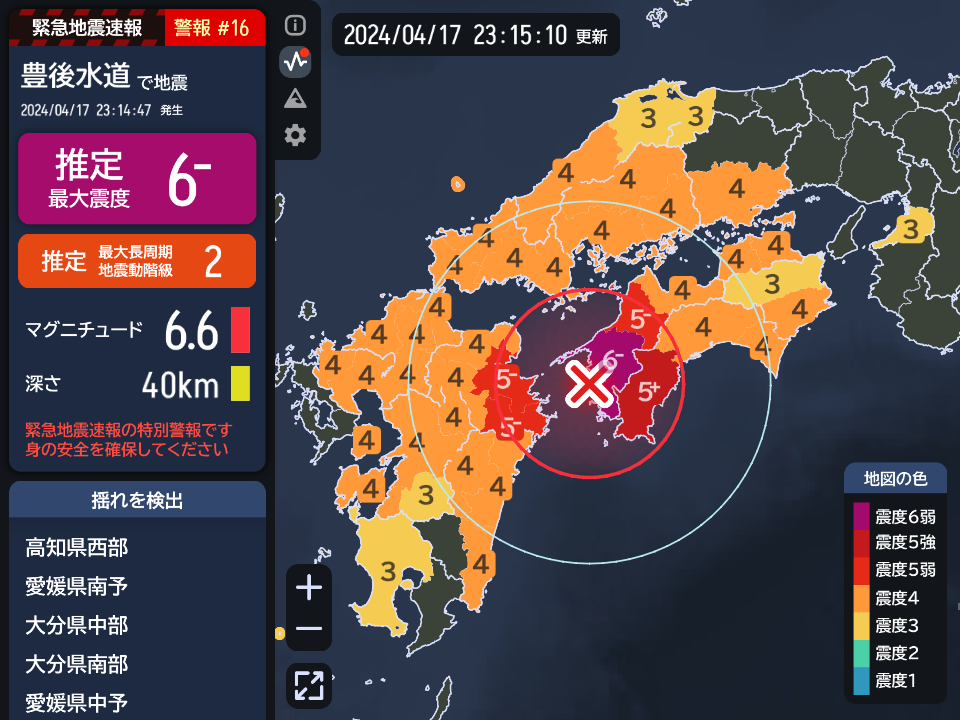 緊急地震速報 警報 #16
豊後水道 で地震
2024/04/17 23:14:47 発生
推定
最大震度
6-
推定
最大長周期
地震動階級
2
マグニチュード 6.6
深さ 40km
緊急地震速報の特別警報です
身の安全を確保してください
揺れを検出
高知県西部
愛媛県南予
大分県中部
大分県南部
愛媛県中予
2024/04/17 23:15:10 更新
3 3
4 4 4
4
4 4 4 3
4 4 4 4 3
4 4 5- 4
4 4 4 4 4
4 4 4 4 5- 6- 5+
4 4 4 5-
4 4 3 4
3 4
+
−
地図の色
震度6弱
震度5強
震度5弱
震度4
震度3
震度2
震度1